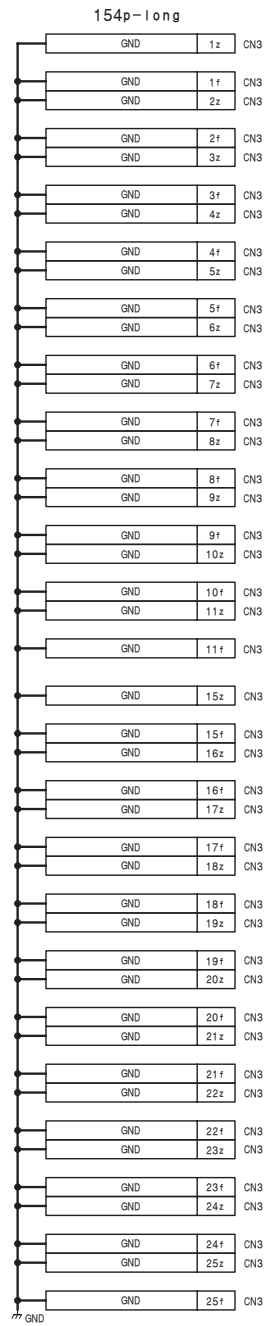 154p-long
GND 1z CN3
GND 1f CN3
GND 2z CN3
GND 2f CN3
GND 3z CN3
GND 3f CN3
GND 4z CN3
GND 4f CN3
GND 5z CN3
GND 5f CN3
GND 6z CN3
GND 6f CN3
GND 7z CN3
GND 7f CN3
GND 8z CN3
GND 8f CN3
GND 9z CN3
GND 9f CN3
GND 10z CN3
GND 10f CN3
GND 11z CN3
GND 11f CN3
GND 15z CN3
GND 15f CN3
GND 16z CN3
GND 16f CN3
GND 17z CN3
GND 17f CN3
GND 18z CN3
GND 18f CN3
GND 19z CN3
GND 19f CN3
GND 20z CN3
GND 20f CN3
GND 21z CN3
GND 21f CN3
GND 22z CN3
GND 22f CN3
GND 23z CN3
GND 23f CN3
GND 24z CN3
GND 24f CN3
GND 25z CN3
GND 25f CN3
GND